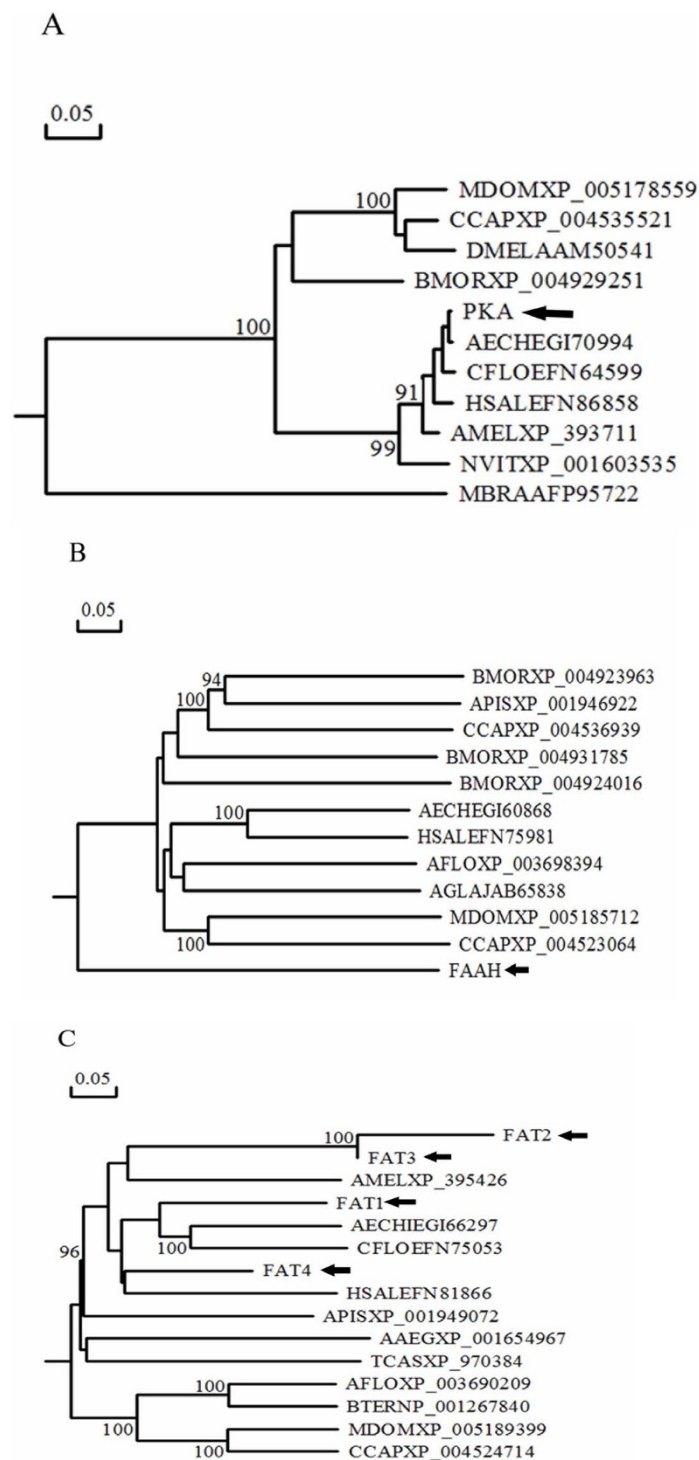 A
0.05
100
MDOMXP_005178559
CCAPXP_004535521
DMELAAM50541
BMORXP_004929251
100
PKA
AECHEGI70994
CFLOEFN64599
91
HSALEFN86858
AMELXP_393711
99
NVITXP_001603535
MBRAAFP95722
B
0.05
94
BMORXP_004923963
100
APISXP_001946922
CCAPXP_004536939
BMORXP_004931785
BMORXP_004924016
100
AECHEGI60868
HSALEFN75981
AFLOXP_003698394
AGLAJAB65838
MDOMXP_005185712
100
CCAPXP_004523064
FAAH
C
0.05
100
FAT2
FAT3
AMELXP_395426
FAT1
AECHIEGI66297
100
CFLOEFN75053
96
FAT4
HSALEFN81866
APISXP_001949072
AAEGXP_001654967
TCASXP_970384
100
AFLOXP_003690209
BTERNP_001267840
100
MDOMXP_005189399
100
CCAPXP_004524714